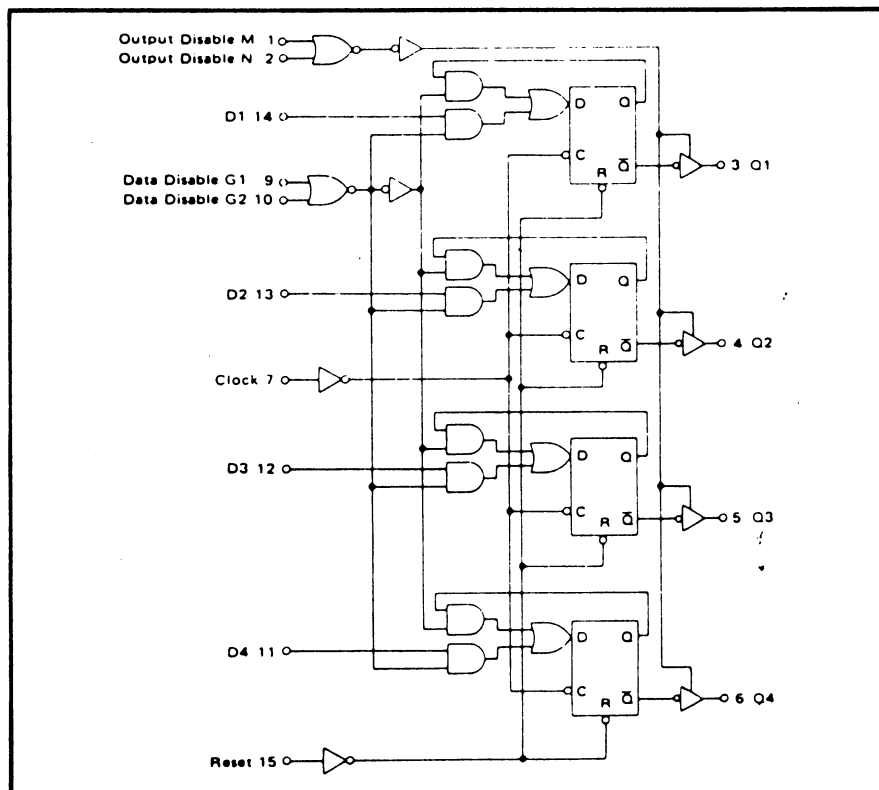 Output Disable M 1
Output Disable N 2
D Q
D1 14
C
R Q̅ 3 Q1
Data Disable G1 9
Data Disable G2 10
D Q
D2 13
C
R Q̅ 4 Q2
Clock 7
D Q
D3 12
C
R Q̅ 5 Q3
D Q
D4 11
C
R Q̅ 6 Q4
Reset 15